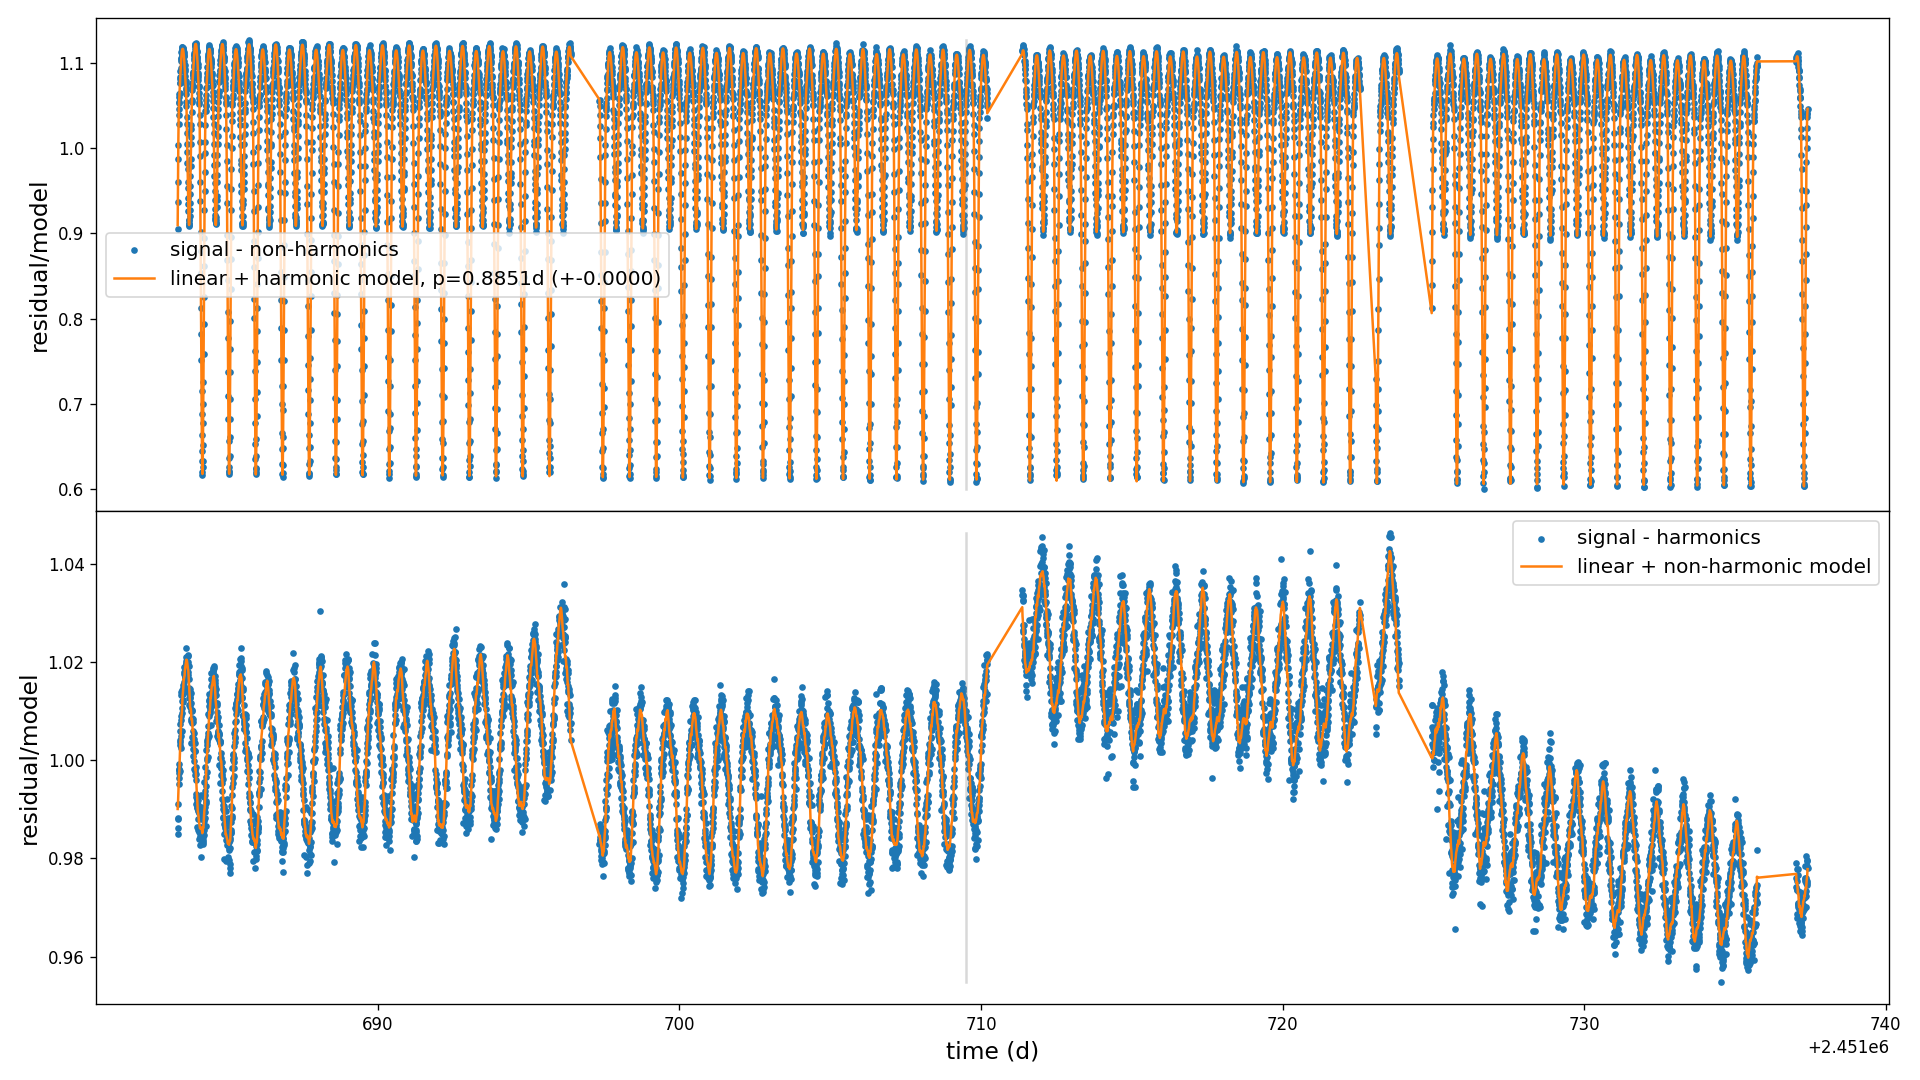 1.1
1.0
0.9
0.8
0.7
0.6
residual/model
signal - non-harmonics
linear + harmonic model, p=0.8851d (+-0.0000)
1.04
1.02
1.00
0.98
0.96
residual/model
signal - harmonics
linear + non-harmonic model
690
700
710
720
730
740
time (d)
+2.451e6